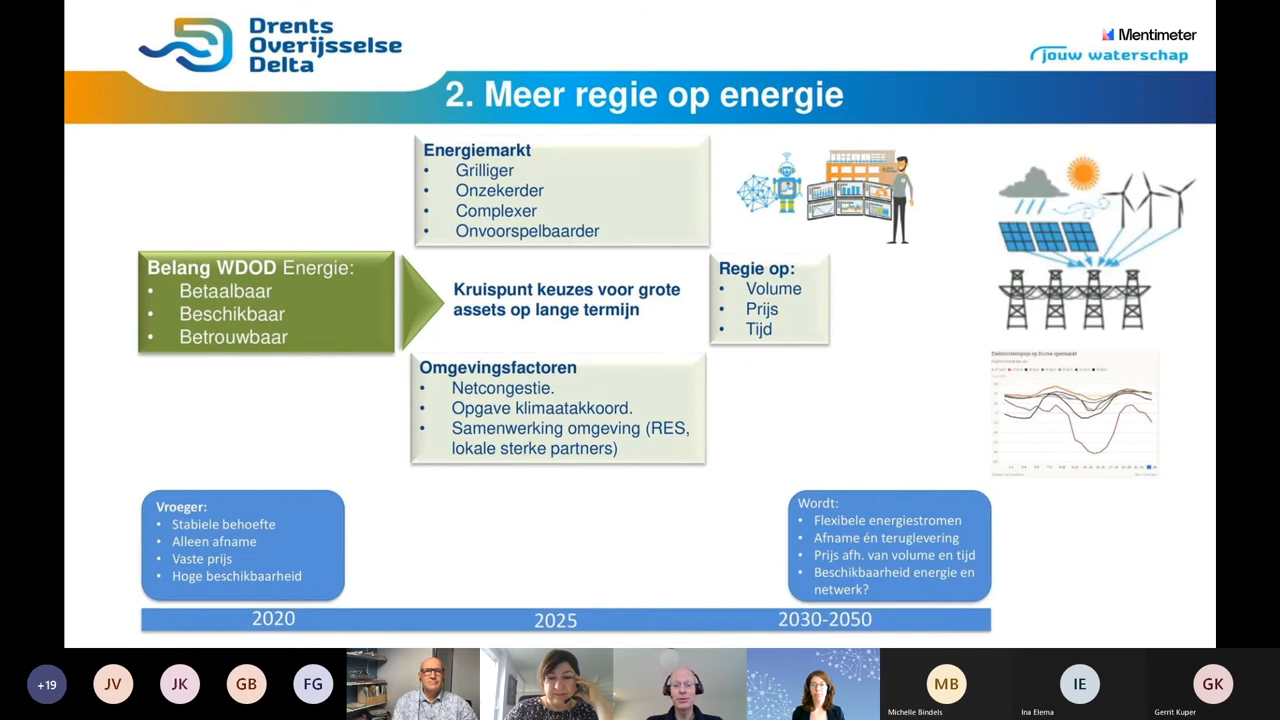 Drents
Overijsselse
Delta
Mentimeter
jouw waterschap
2. Meer regie op energie
Energiemarkt
• Grilliger
• Onzekerder
• Complexer
• Onvoorspelbaarder
Belang WDOD Energie:
• Betaalbaar
• Beschikbaar
• Betrouwbaar
Kruispunt keuzes voor grote
assets op lange termijn
Regie op:
• Volume
• Prijs
• Tijd
Omgevingsfactoren
• Netcongestie.
• Opgave klimaatakkoord.
• Samenwerking omgeving (RES,
lokale sterke partners)
Vroeger:
• Stabiele behoefte
• Alleen afname
• Vaste prijs
• Hoge beschikbaarheid
Wordt:
• Flexibele energiestromen
• Afname én teruglevering
• Prijs afh. van volume en tijd
• Beschikbaarheid energie en
netwerk?
2020
2025
2030-2050
+19
JV
JK
GB
FG
MB
IE
GK
Michelle Bindels
Ina Elema
Gerrit Kuper